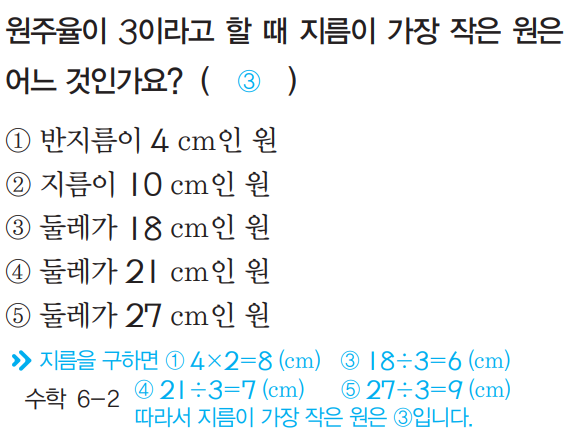 원주율이 3이라고 할 때 지름이 가장 작은 원은
어느 것인가요? ( ③ )
① 반지름이 4 cm인 원
② 지름이 10 cm인 원
③ 둘레가 18 cm인 원
④ 둘레가 21 cm인 원
⑤ 둘레가 27 cm인 원
» 지름을 구하면 ① 4×2=8 (cm) ③ 18÷3=6 (cm)
수학 6-2 ④ 21÷3=7 (cm) ⑤ 27÷3=9 (cm)
따라서 지름이 가장 작은 원은 ③입니다.